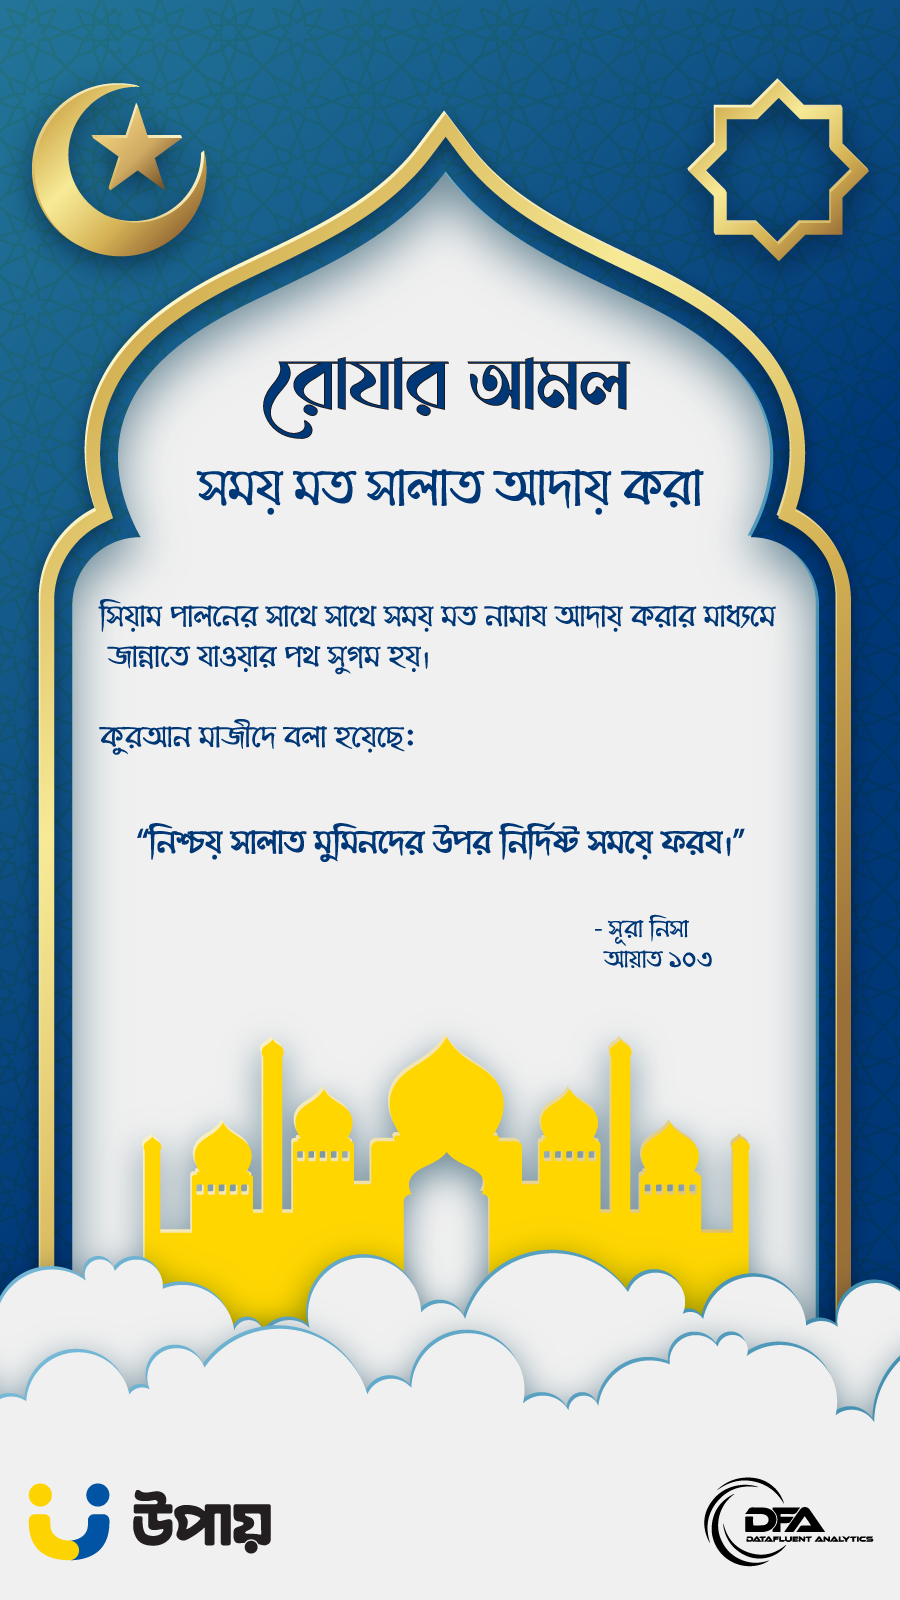 রোযার আমল
সময় মত সালাত আদায় করা
সিয়াম পালনের সাথে সাথে সময় মত নামায আদায় করার মাধ্যমে
জান্নাতে যাওয়ার পথ সুগম হয়।
কুরআন মাজীদে বলা হয়েছে:
“নিশ্চয় সালাত মুমিনদের উপর নির্দিষ্ট সময়ে ফরয।”
- সূরা নিসা
আয়াত ১০৩
উপায়
DFA
DATAFLUENT ANALYTICS